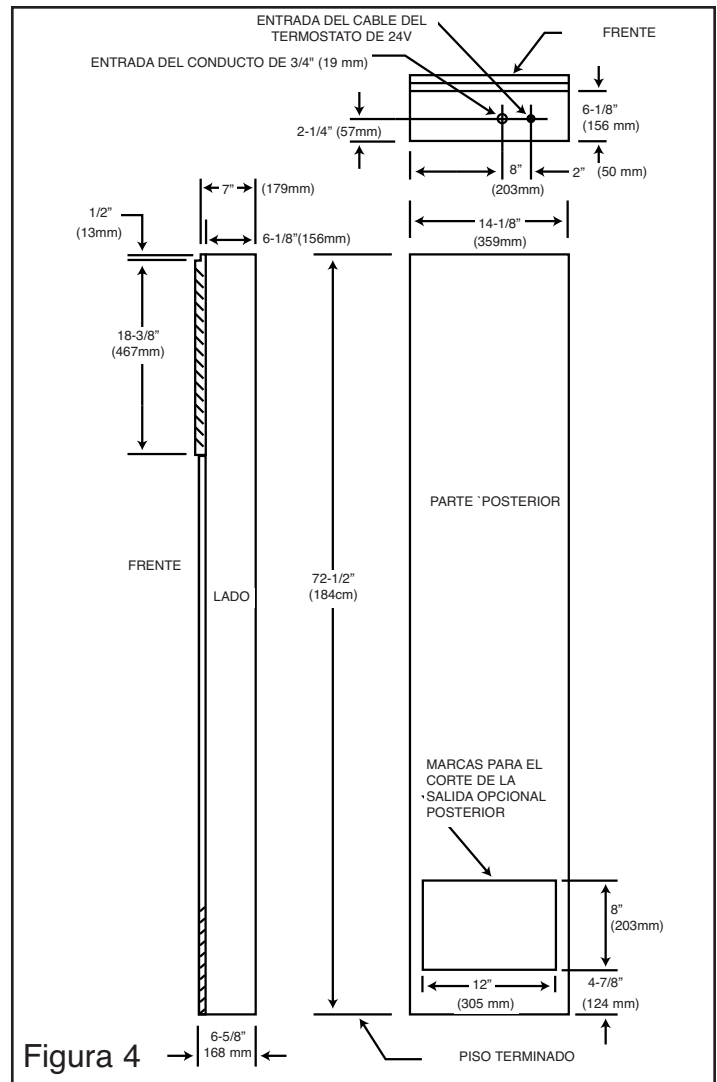 ENTRADA DEL CABLE DEL
TERMOSTATO DE 24V
FRENTE
ENTRADA DEL CONDUCTO DE 3/4" (19 mm)
6-1/8”
(156 mm)
2-1/4” (57mm)
8”
(203mm)
2” (50 mm)
7” (179mm)
14-1/8”
(359mm)
1/2”
(13mm)
6-1/8”(156mm)
18-3/8”
(467mm)
PARTE `POSTERIOR
FRENTE
72-1/2”
(184cm)
LADO
MARCAS PARA EL
CORTE DE LA
SALIDA OPCIONAL
POSTERIOR
8”
(203mm)
12”
(305 mm)
4-7/8”
(124 mm)
6-5/8”
168 mm
PISO TERMINADO
Figura 4